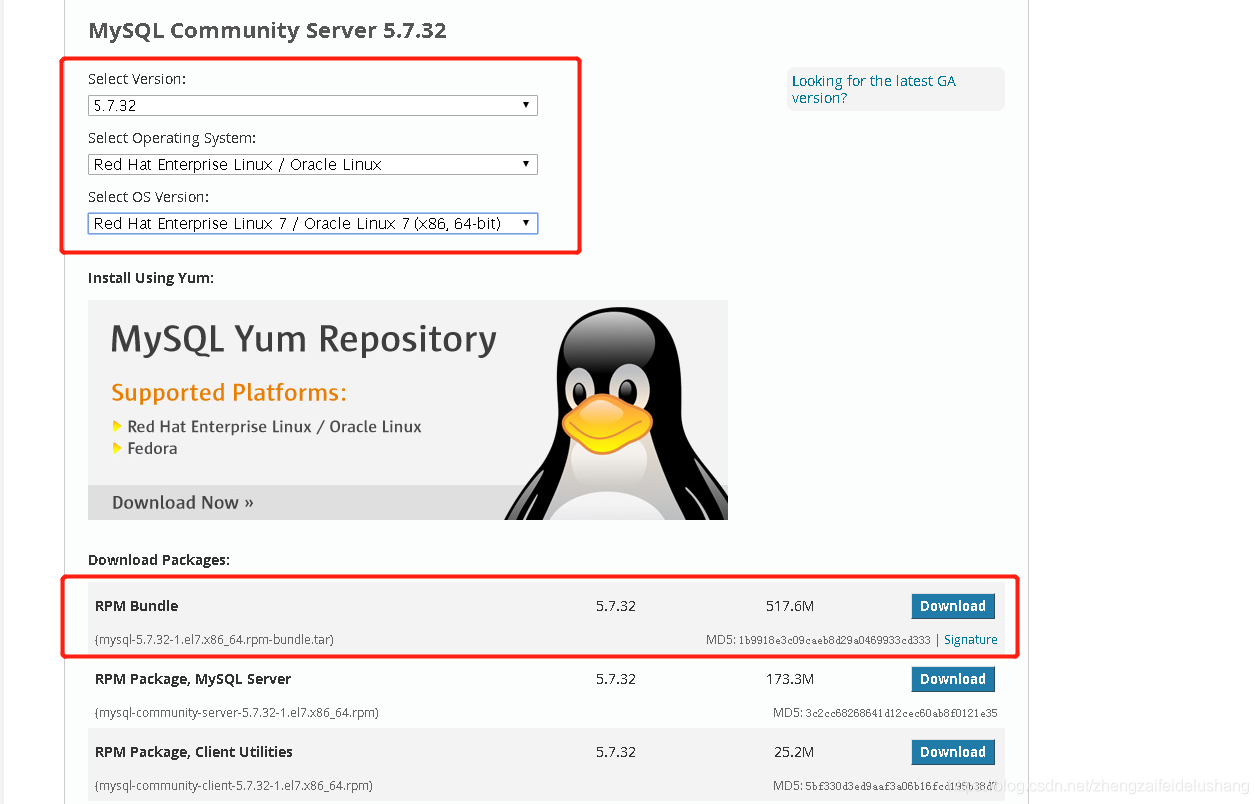 MySQL Community Server 5.7.32
Select Version:
5.7.32
Looking for the latest GA
version?
Select Operating System:
Red Hat Enterprise Linux / Oracle Linux
Select OS Version:
Red Hat Enterprise Linux 7 / Oracle Linux 7 (x86, 64-bit)
Install Using Yum:
MySQL Yum Repository
Supported Platforms:
Red Hat Enterprise Linux / Oracle Linux
Fedora
Download Now »
Download Packages:
RPM Bundle 5.7.32 517.6M Download
(mysql-5.7.32-1.el7.x86_64.rpm-bundle.tar) MD5: 1b9918e3c09caeb8d29a0469933cd333 | Signature
RPM Package, MySQL Server 5.7.32 173.3M Download
(mysql-community-server-5.7.32-1.el7.x86_64.rpm) MD5: 3c2cc68268641d12cec60ab8f0121e35
RPM Package, Client Utilities 5.7.32 25.2M Download
(mysql-community-client-5.7.32-1.el7.x86_64.rpm) MD5: 5bf330d3ed9aaf3a06b16fcd195b38d7
https://blog.csdn.net/zhengzaifeidelushang